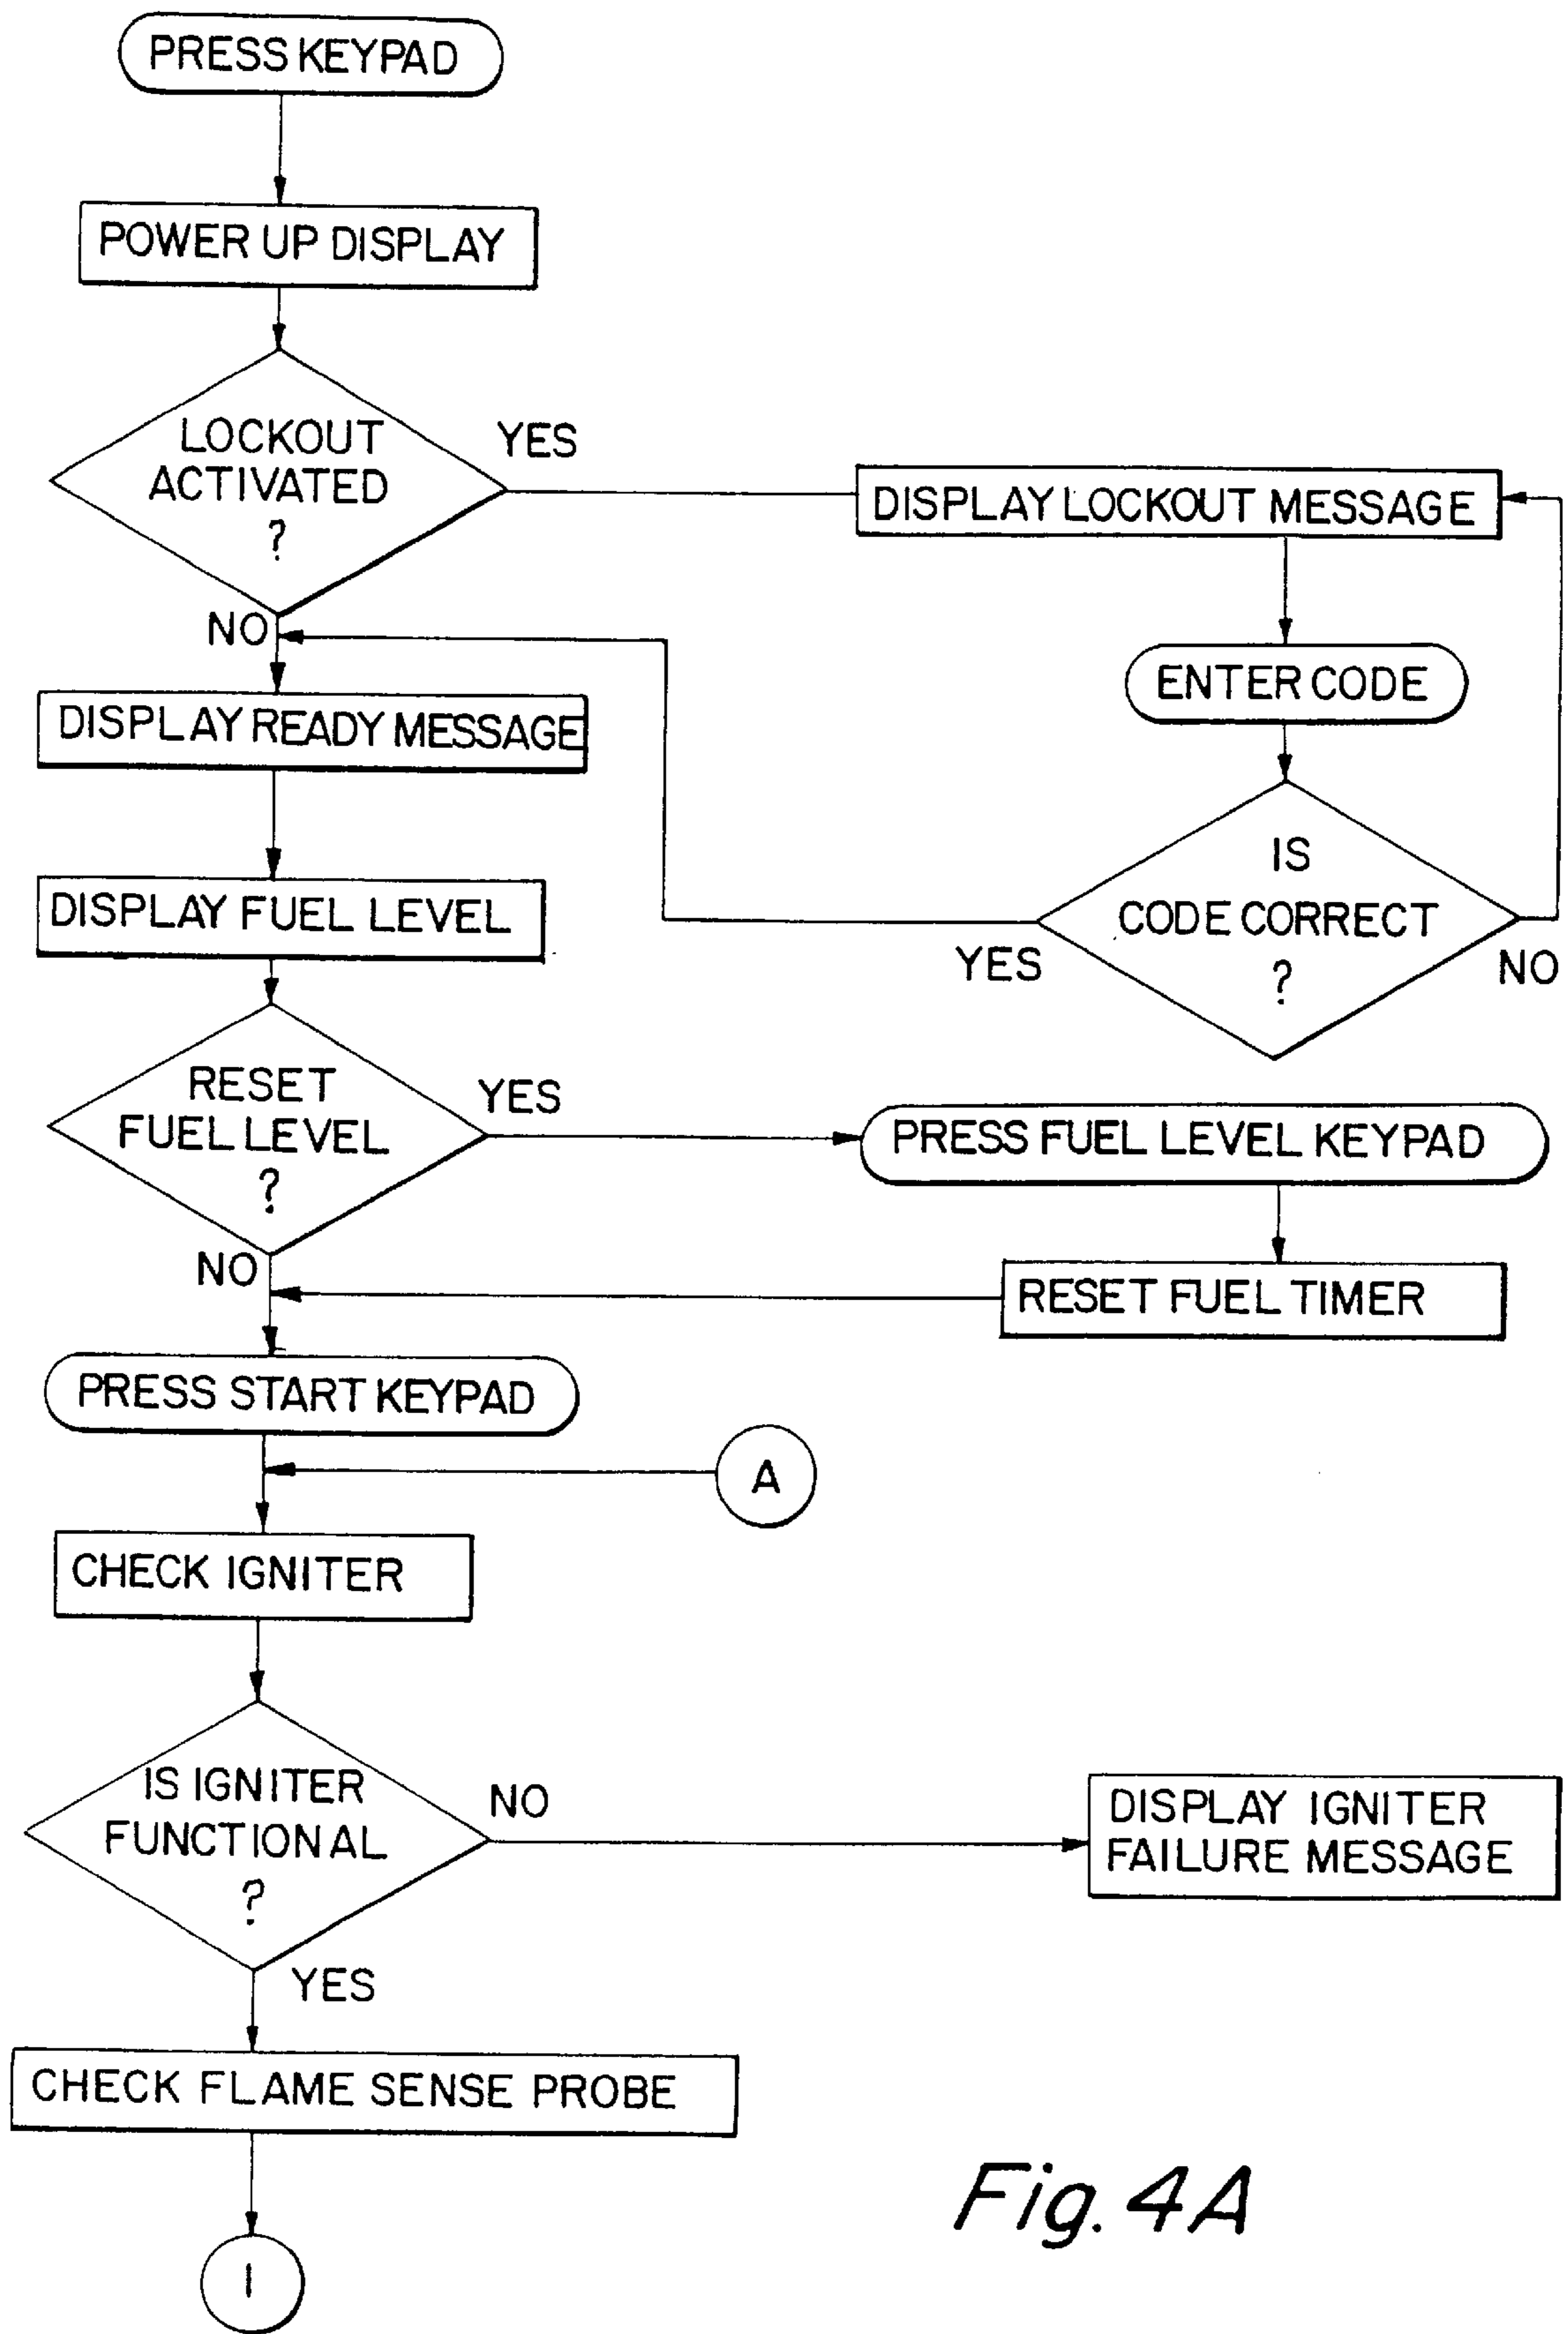 PRESS KEYPAD
POWER UP DISPLAY
LOCKOUT
ACTIVATED
?
YES
DISPLAY LOCKOUT MESSAGE
NO
ENTER CODE
DISPLAY READY MESSAGE
IS
CODE CORRECT
?
YES
NO
DISPLAY FUEL LEVEL
RESET
FUEL LEVEL
?
YES
PRESS FUEL LEVEL KEYPAD
NO
RESET FUEL TIMER
PRESS START KEYPAD
A
CHECK IGNITER
IS IGNITER
FUNCTIONAL
?
NO
DISPLAY IGNITER
FAILURE MESSAGE
YES
CHECK FLAME SENSE PROBE
1
Fig. 4A